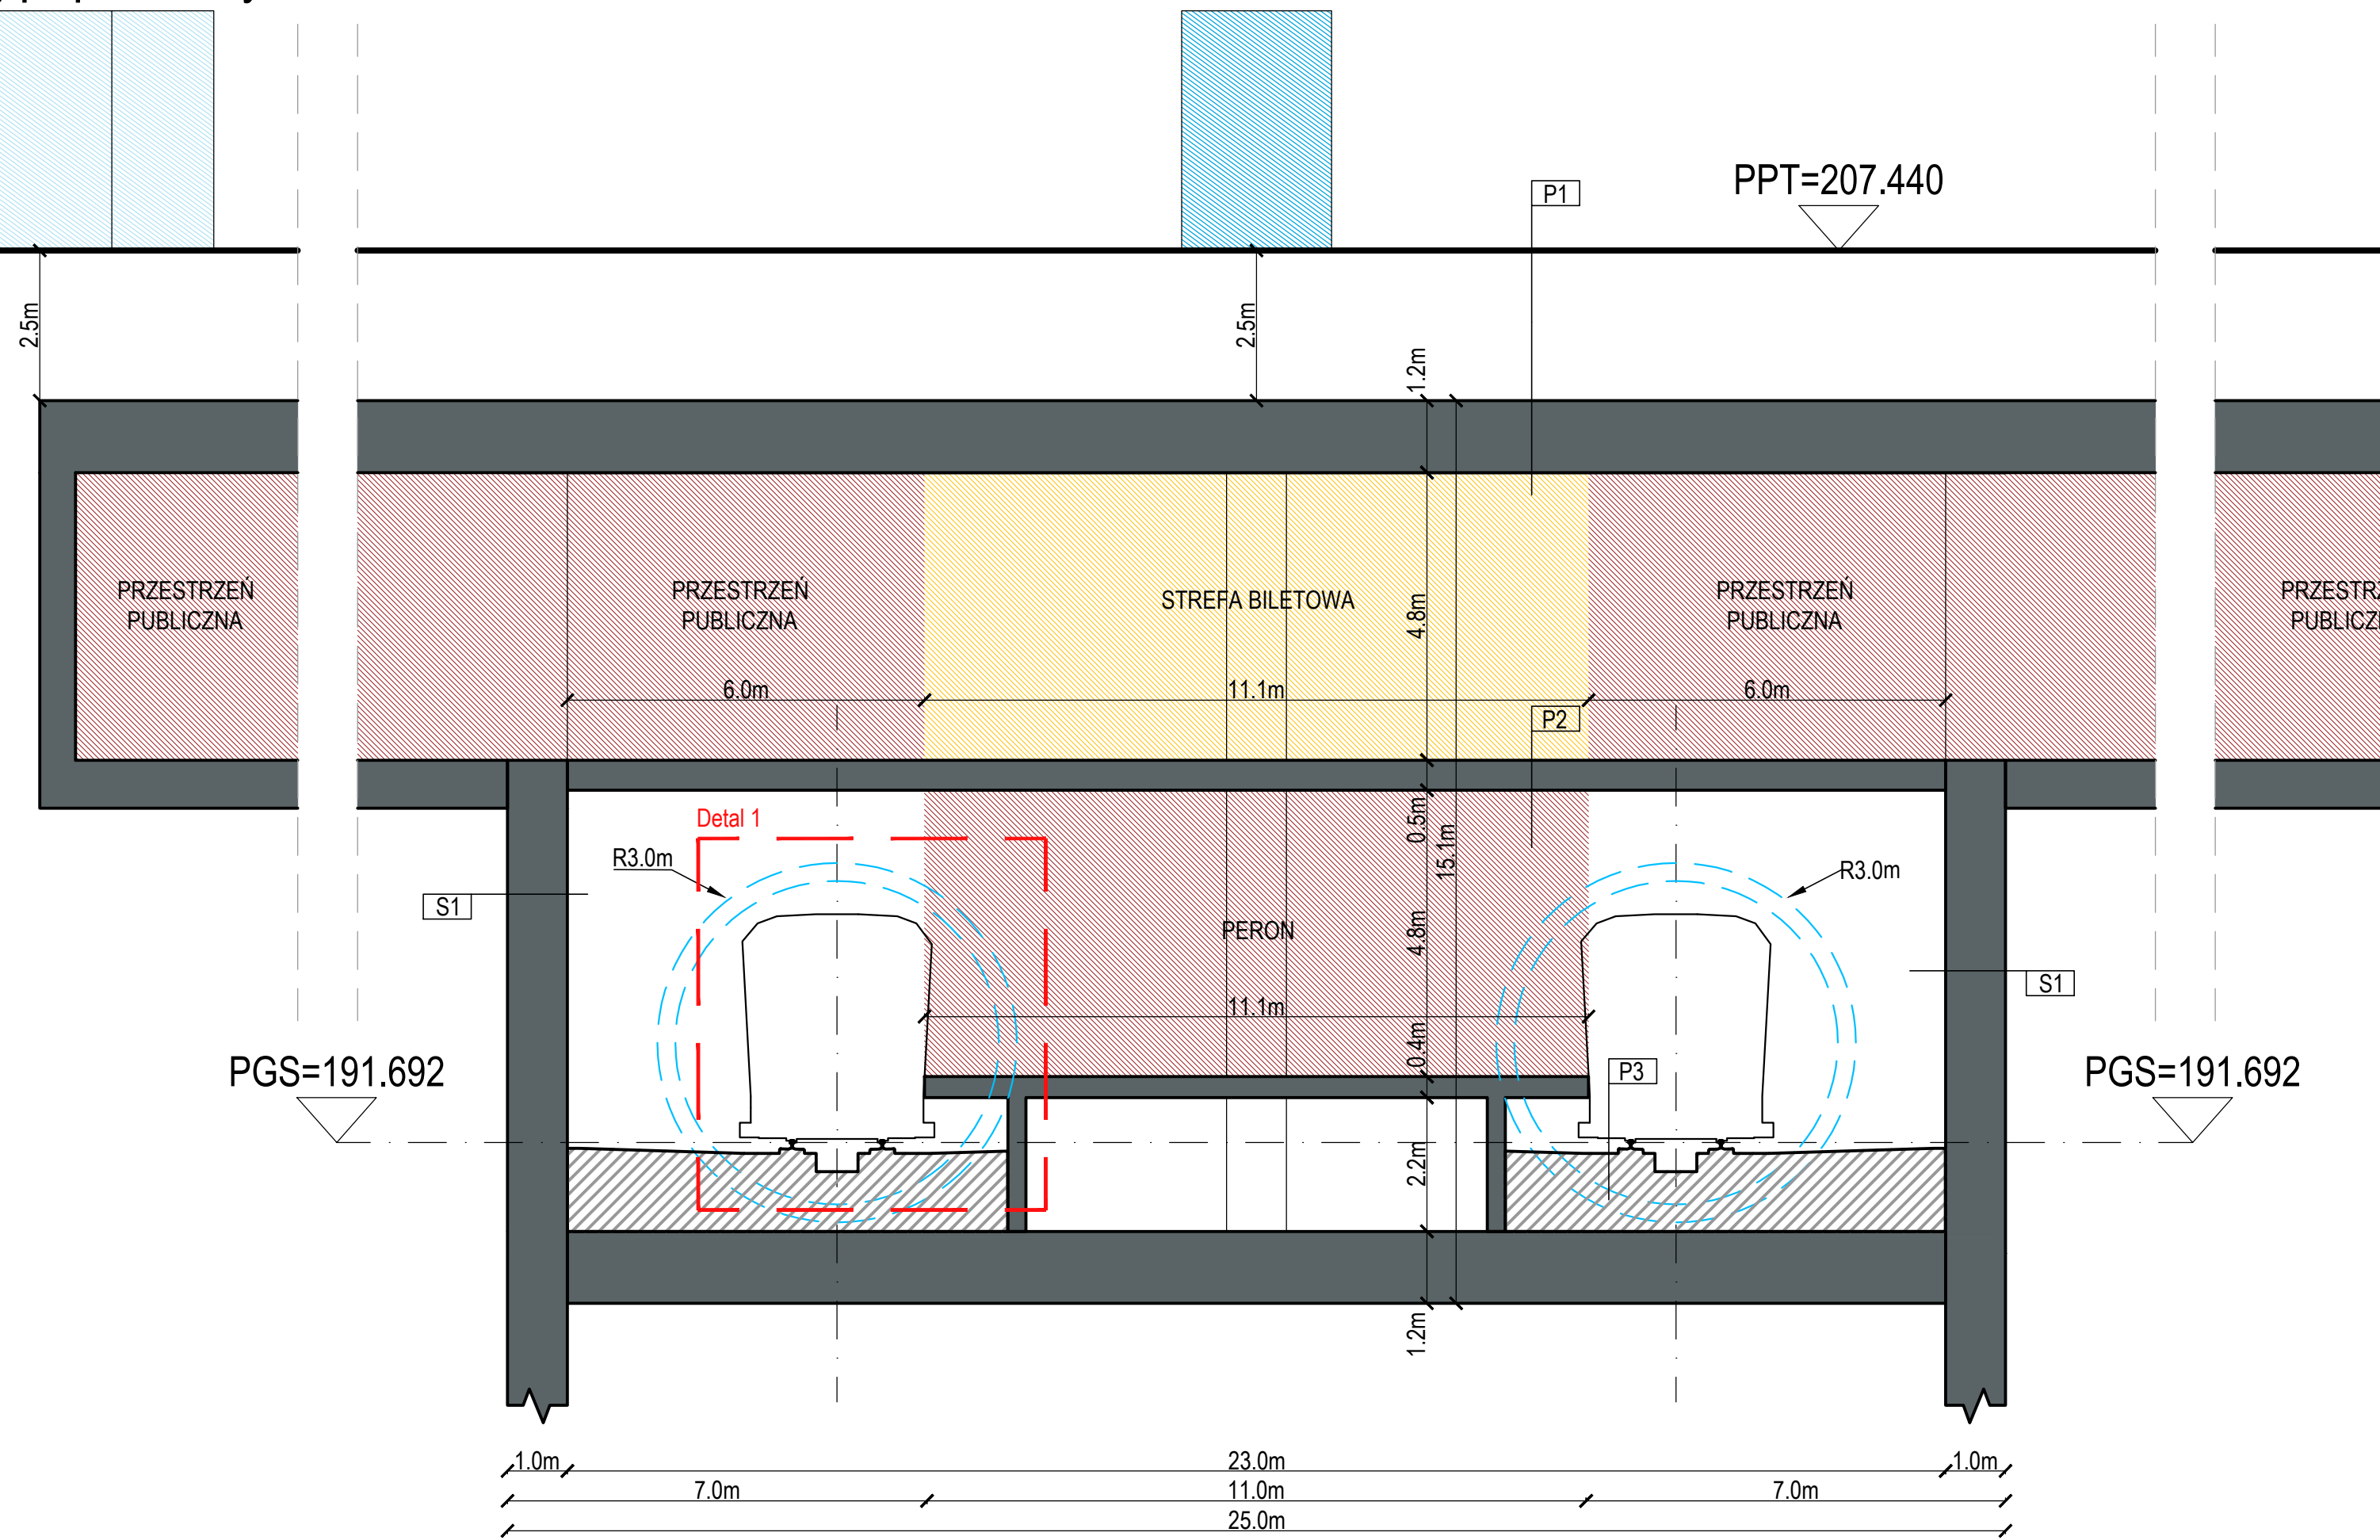 P1
PPT=207.440
2.5m
2.5m
1.2m
PRZESTRZEŃ
PUBLICZNA
PRZESTRZEŃ
PUBLICZNA
STREFA BILETOWA
4.8m
PRZESTRZEŃ
PUBLICZNA
6.0m
11.1m
6.0m
P2
Detal 1
0.5m
15.1m
R3.0m
R3.0m
S1
PERON
4.8m
S1
11.1m
0.4m
PGS=191.692
P3
PGS=191.692
2.2m
1.2m
1.0m
23.0m
1.0m
7.0m
11.0m
7.0m
25.0m